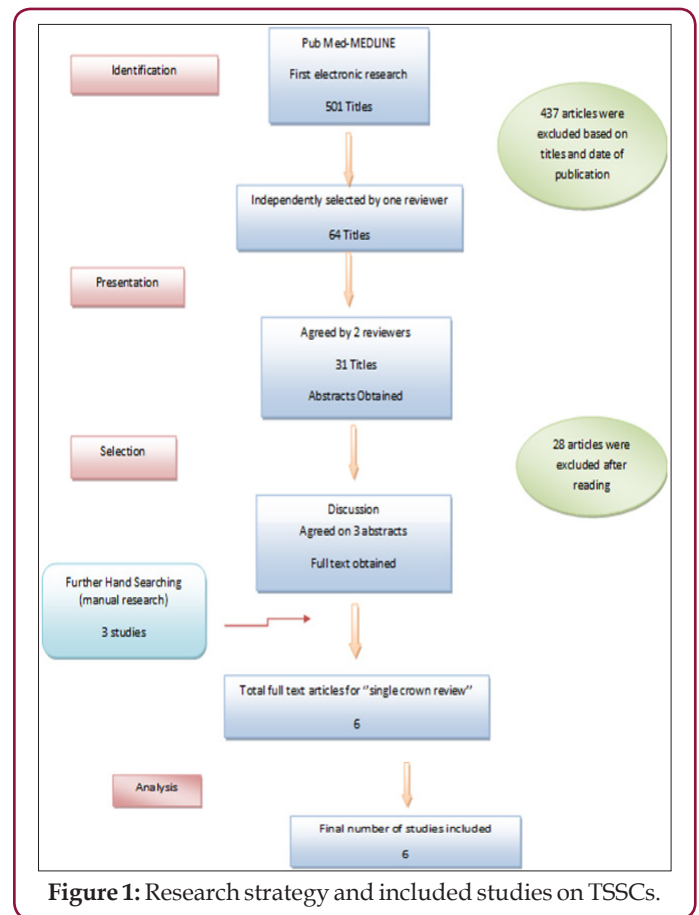 Identification
Pub Med-MEDLINE
First electronic research
501 Titles
437 articles were
excluded based on
titles and date of
publication
Independently selected by one reviewer
64 Titles
Presentation
Agreed by 2 reviewers
31 Titles
Abstracts Obtained
Selection
28 articles were
excluded after
reading
Discussion
Agreed on 3 abstracts
Full text obtained
Further Hand Searching
(manual research)
3 studies
Total full text articles for "single crown review"
6
Analysis
Final number of studies included
6
Figure 1: Research strategy and included studies on TSSCs.